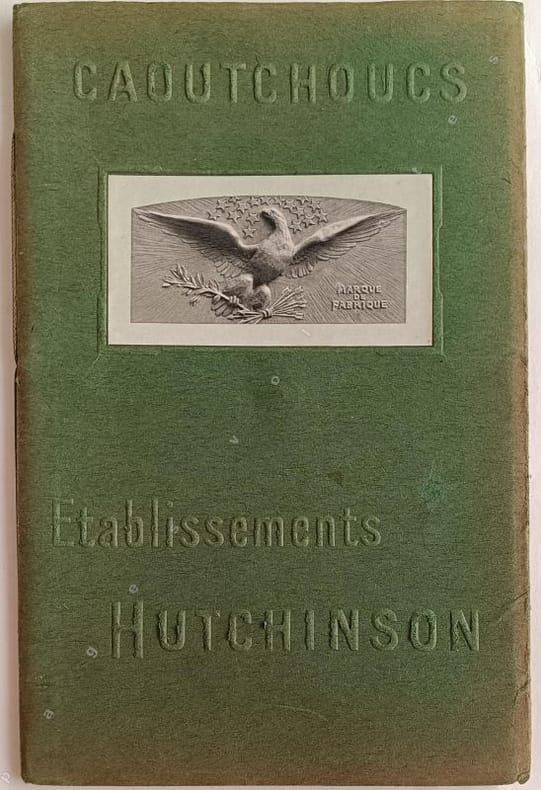 CAOUTCHOUCS
MARQUE
DE
FABRIQUE
Etablissements
HUTCHINSON